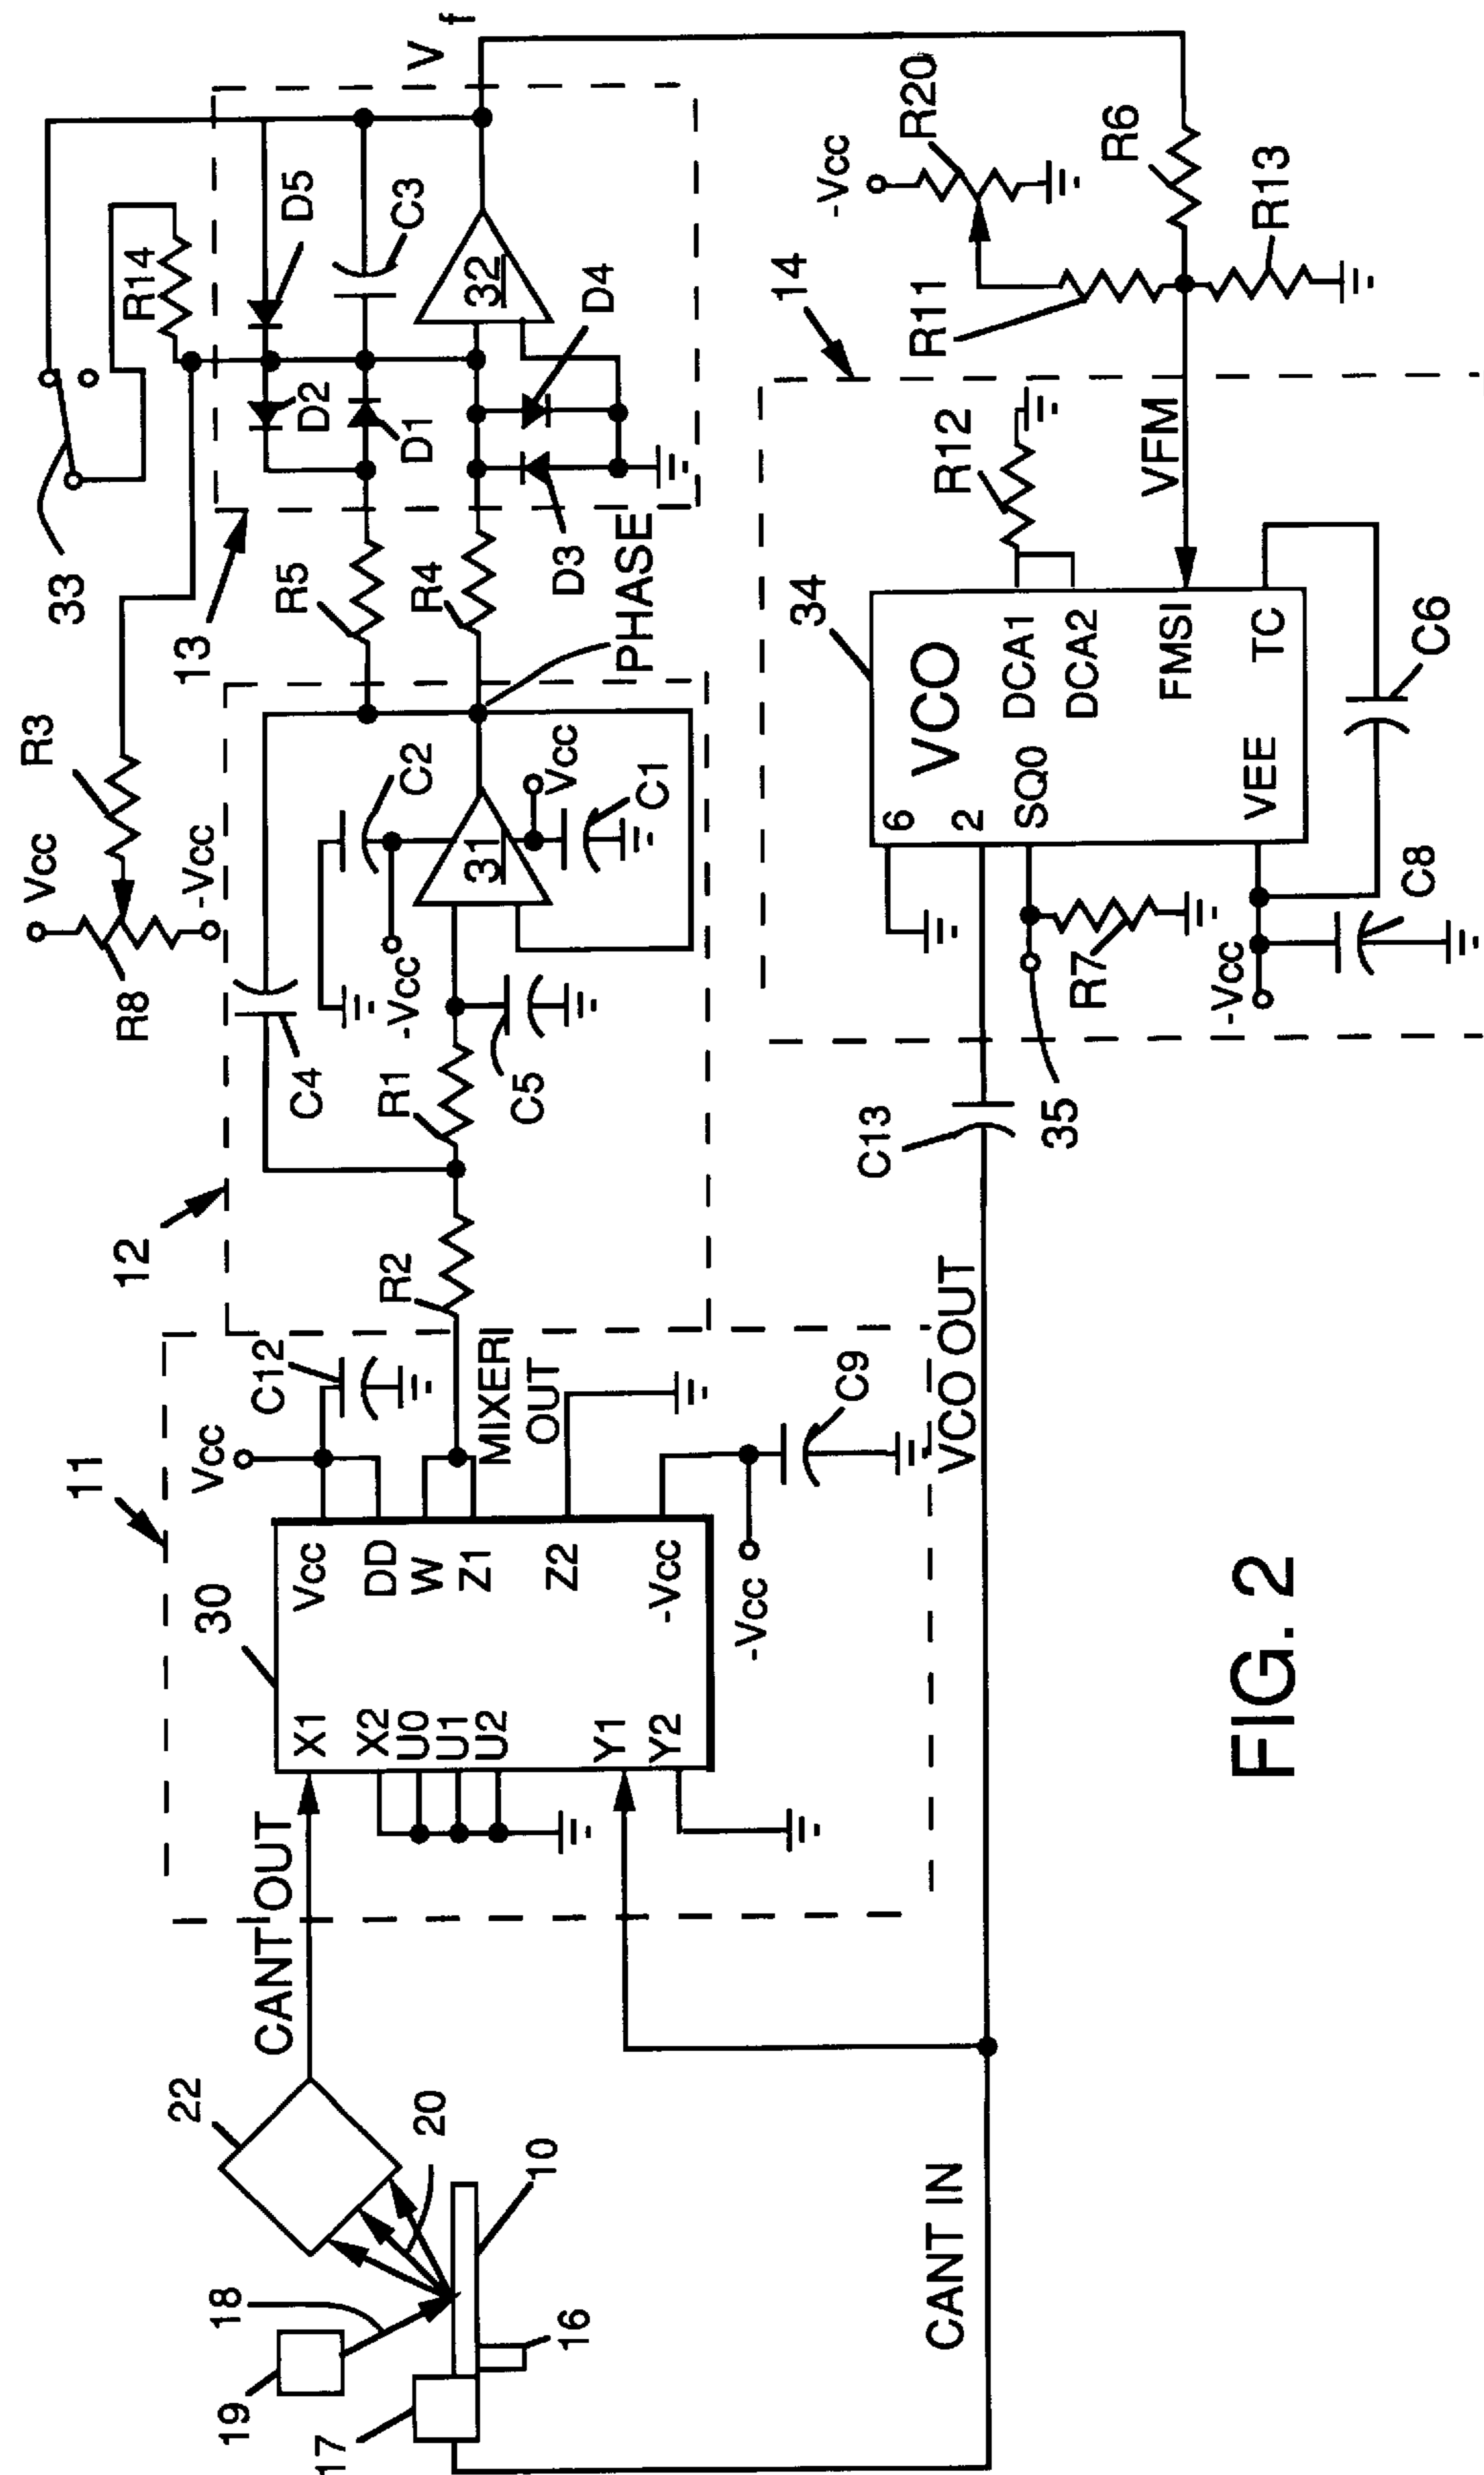 CANT OUT
22
20
18
19
10
16
17
CANT IN
11
30
X1
X2
U0
U1
U2
Y1
Y2
Vcc
DD
W
Z1
Z2
-Vcc
Vcc
C12
MIXER
OUT
-Vcc
C9
VCO OUT
12
R2
R1
C4
C5
-Vcc
C2
31
Vcc
C1
PHASE
R8
Vcc
-Vcc
R3
13
33
R5
R4
R14
D5
D2
D1
C3
32
D3
D4
V f
C13
35
14
34
VCO
6
2
SQ0
VEE
DCA1
DCA2
FMSI
TC
R7
-Vcc
C8
C6
R12
VFM
R11
-Vcc
R20
R6
R13
FIG. 2